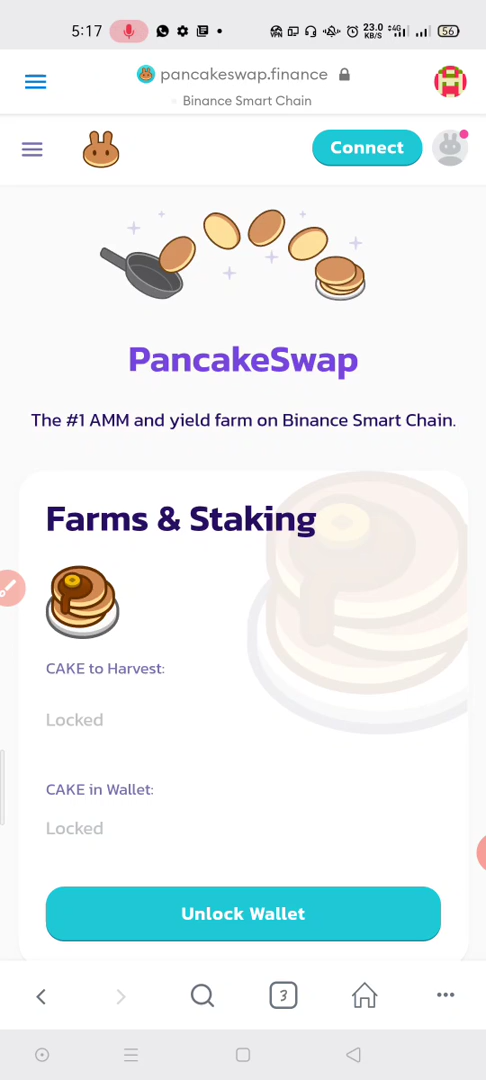 5:17 23.0 KB/S 4G 56
pancakeswap.finance
Binance Smart Chain
Connect
PancakeSwap
The #1 AMM and yield farm on Binance Smart Chain.
Farms & Staking
CAKE to Harvest:
Locked
CAKE in Wallet:
Locked
Unlock Wallet
3